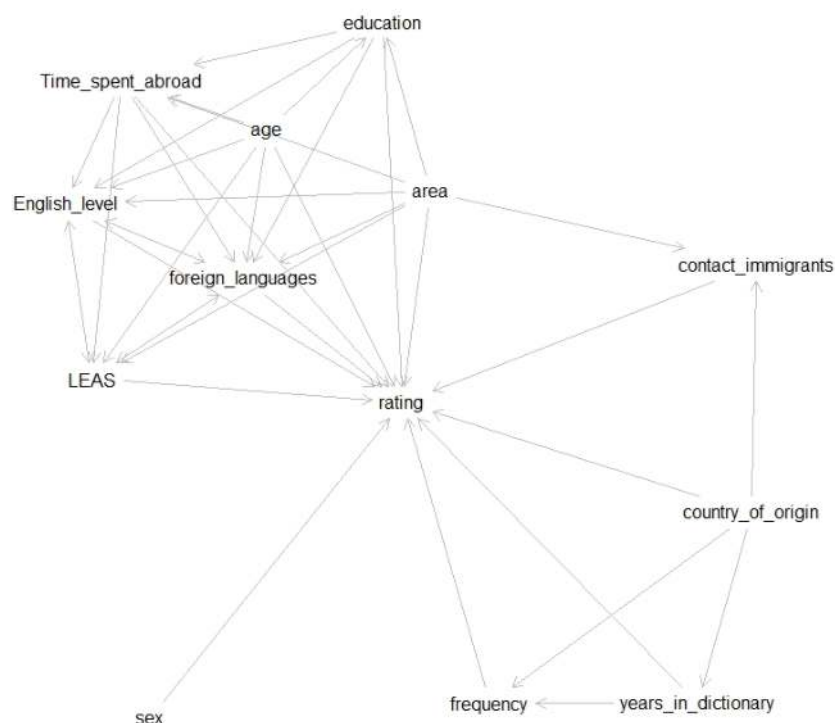 education
Time_spent_abroad
age
area
English_level
contact_immigrants
foreign_languages
LEAS
rating
country_of_origin
frequency
years_in_dictionary
sex